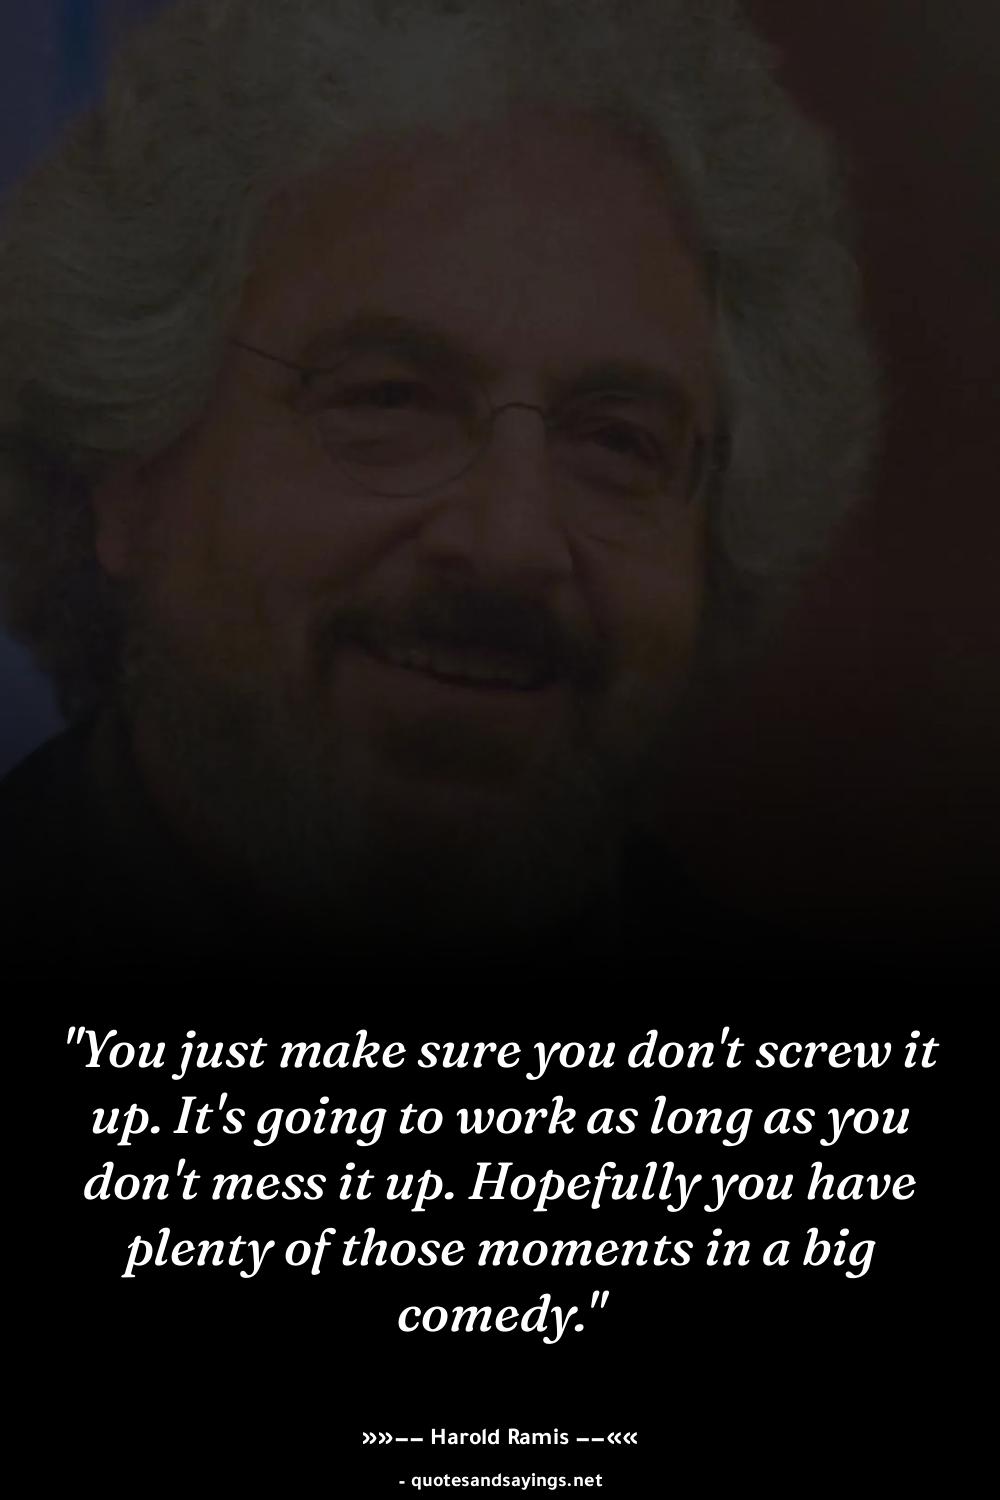 "You just make sure you don't screw it
up. It's going to work as long as you
don't mess it up. Hopefully you have
plenty of those moments in a big
comedy."
»»-- Harold Ramis --««
- quotesandsayings.net